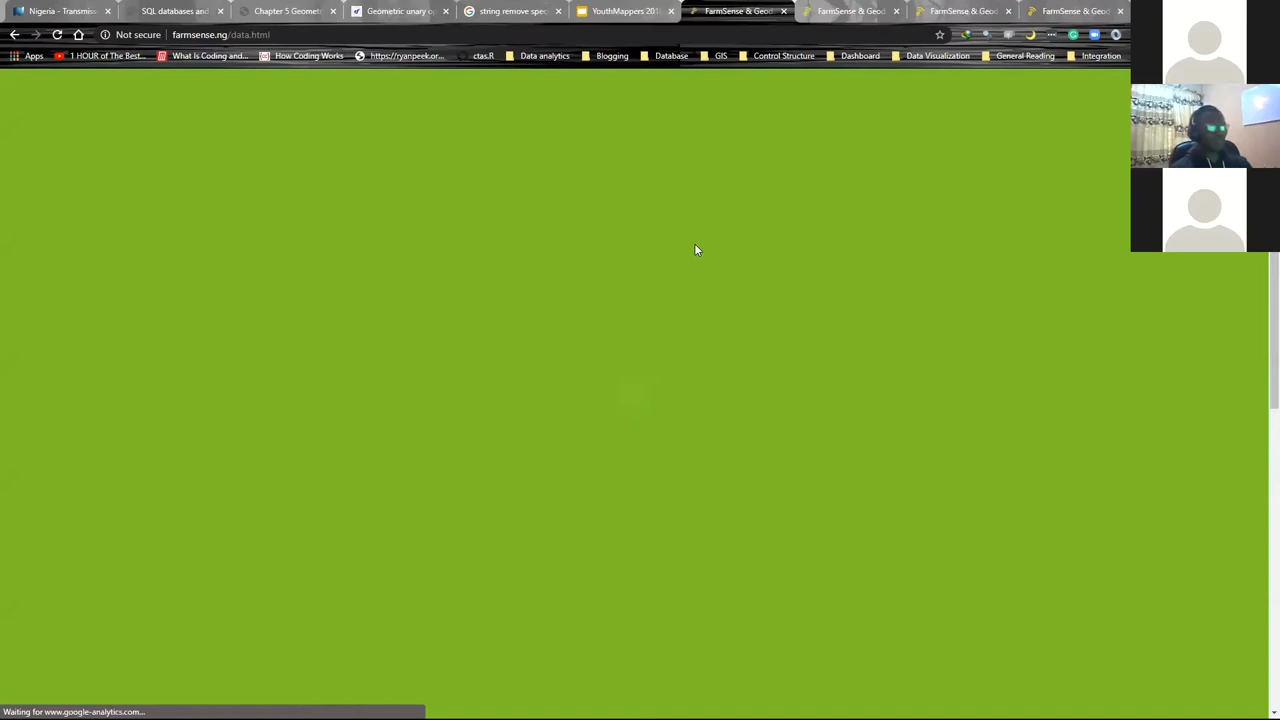 Nigeria – Transmiss
SQL databases and
Chapter 5 Geomet
Geometric unary op
string remove spec
YouthMappers 201
FarmSense & Geod
FarmSense & Geod
FarmSense & Geod
FarmSense & Geod
Not secure | farmsense.ng/data.html
Apps
1 HOUR of The Best...
What Is Coding and...
How Coding Works
https://ryanpeek.or...
ctas.R
Data analytics
Blogging
Database
GIS
Control Structure
Dashboard
Data Visualization
General Reading
Integration
Waiting for www.google-analytics.com...